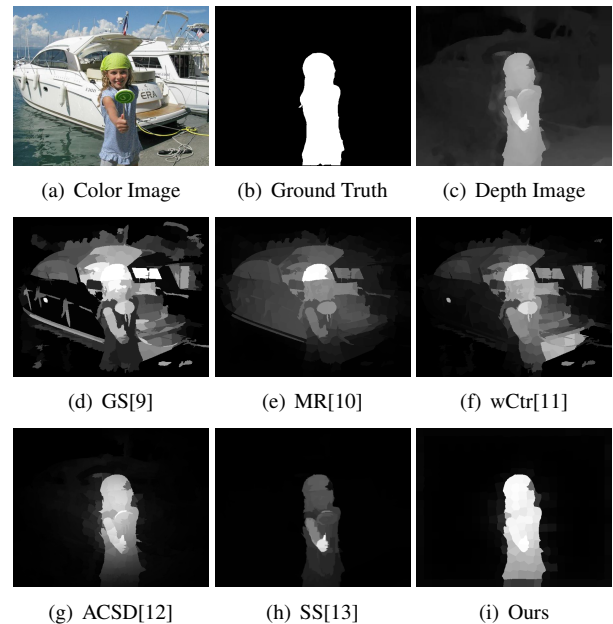 (a) Color Image
(b) Ground Truth
(c) Depth Image
(d) GS[9]
(e) MR[10]
(f) wCtr[11]
(g) ACSD[12]
(h) SS[13]
(i) Ours